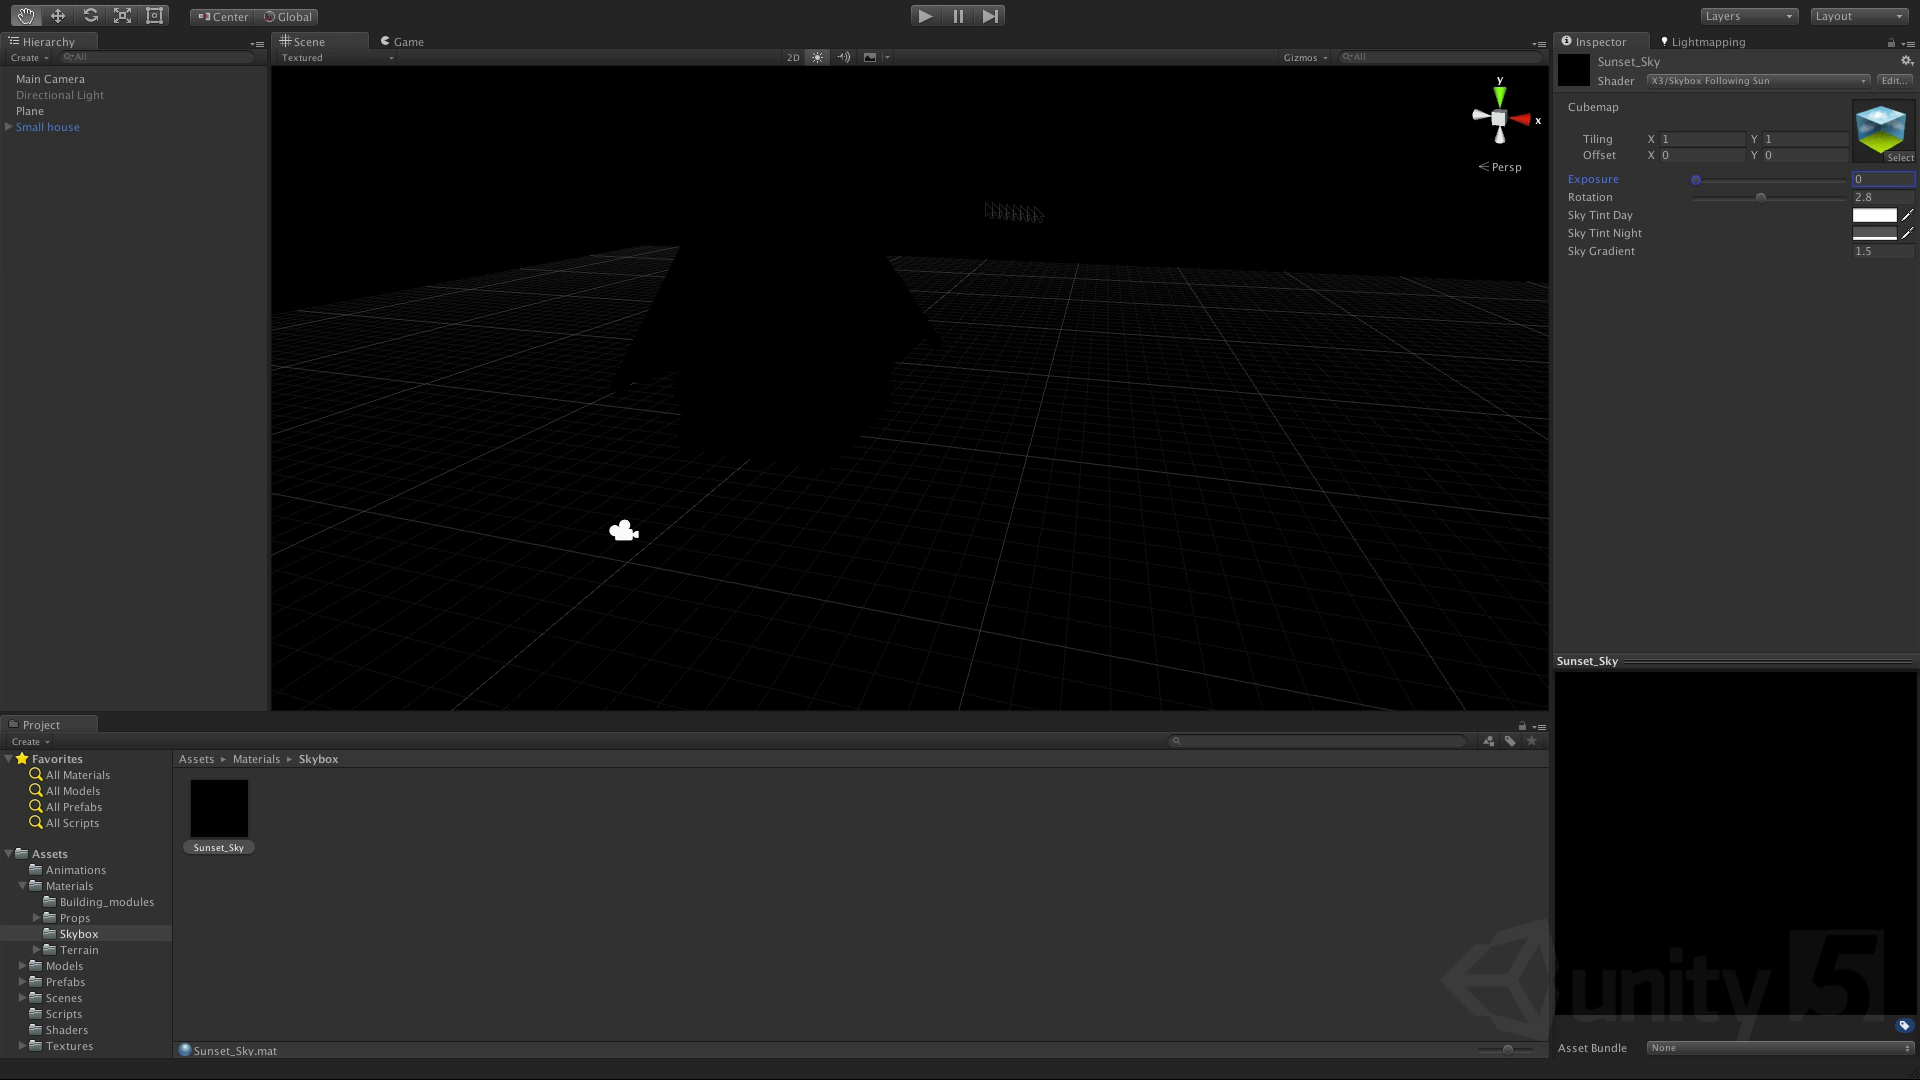 Center
Global
Layers
Layout
Hierarchy
Create
All
Main Camera
Directional Light
Plane
Small house
Scene
Game
Textured
2D
Gizmos
All
y
x
Persp
Inspector
Lightmapping
Sunset_Sky
Shader
X3/Skybox Following Sun
Edit...
Cubemap
Tiling X 1 Y 1
Offset X 0 Y 0
Select
Exposure 0
Rotation 2.8
Sky Tint Day
Sky Tint Night
Sky Gradient 1.5
Sunset_Sky
Project
Create
Favorites
All Materials
All Models
All Prefabs
All Scripts
Assets
Animations
Materials
Building_modules
Props
Skybox
Terrain
Models
Prefabs
Scenes
Scripts
Shaders
Textures
Assets ▸ Materials ▸ Skybox
Sunset_Sky
Sunset_Sky.mat
unity 5
Asset Bundle None